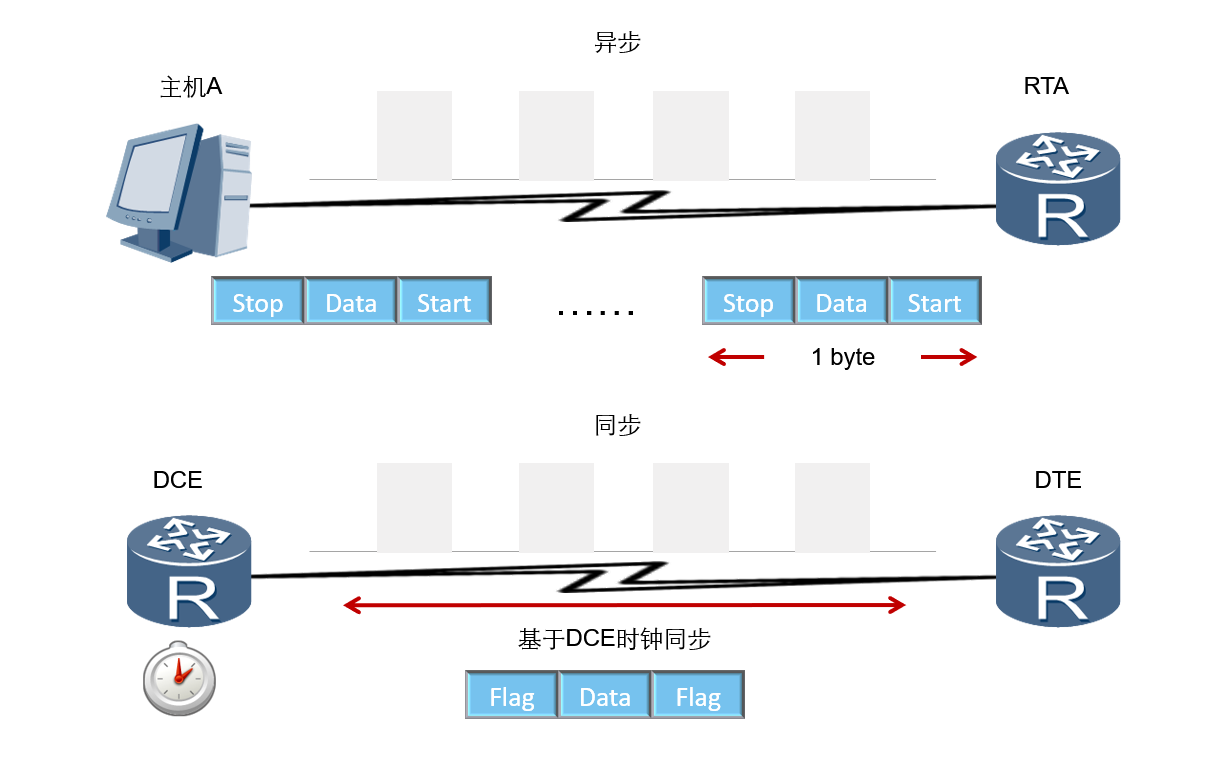 异步
主机A
RTA
R
Stop Data Start ...... Stop Data Start
1 byte
同步
DCE
DTE
R
R
基于DCE时钟同步
Flag Data Flag